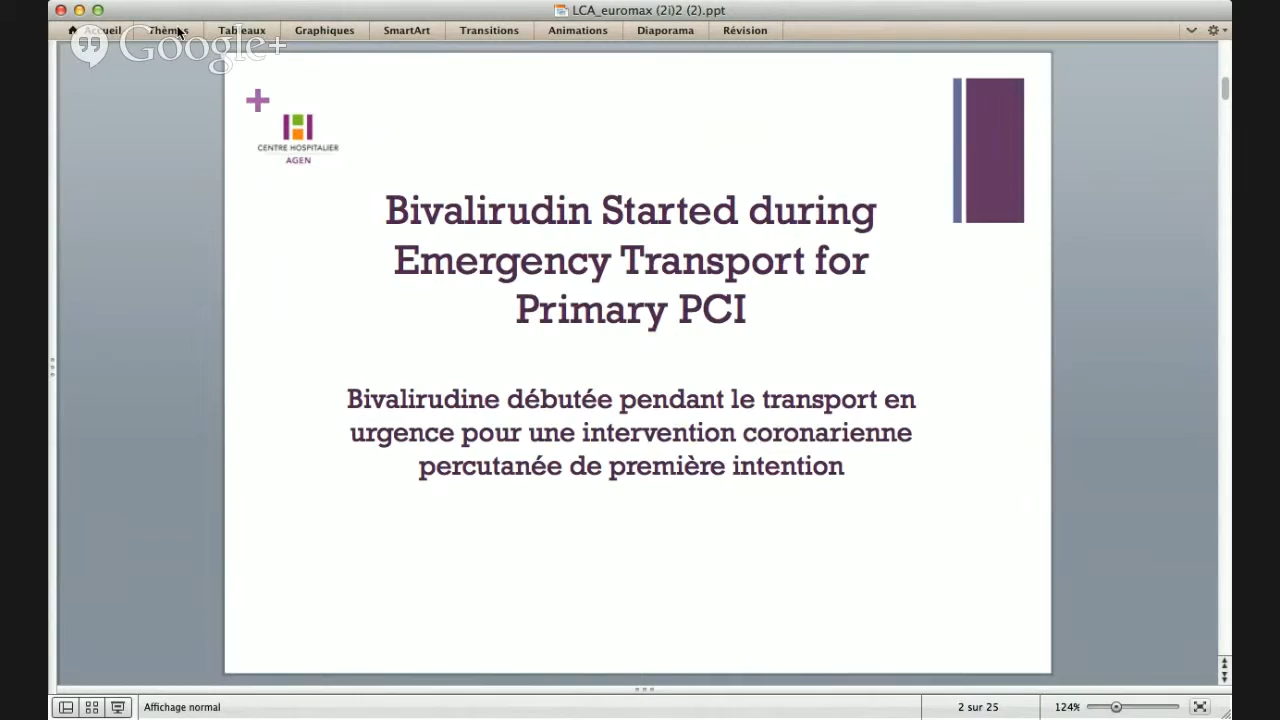 LCA_euromax (2i)2 (2).ppt
Accueil Thèmes Tableaux Graphiques SmartArt Transitions Animations Diaporama Révision
Google+
CENTRE HOSPITALIER
AGEN
Bivalirudin Started during
Emergency Transport for
Primary PCI
Bivalirudine débutée pendant le transport en
urgence pour une intervention coronarienne
percutanée de première intention
Affichage normal 2 sur 25 124%